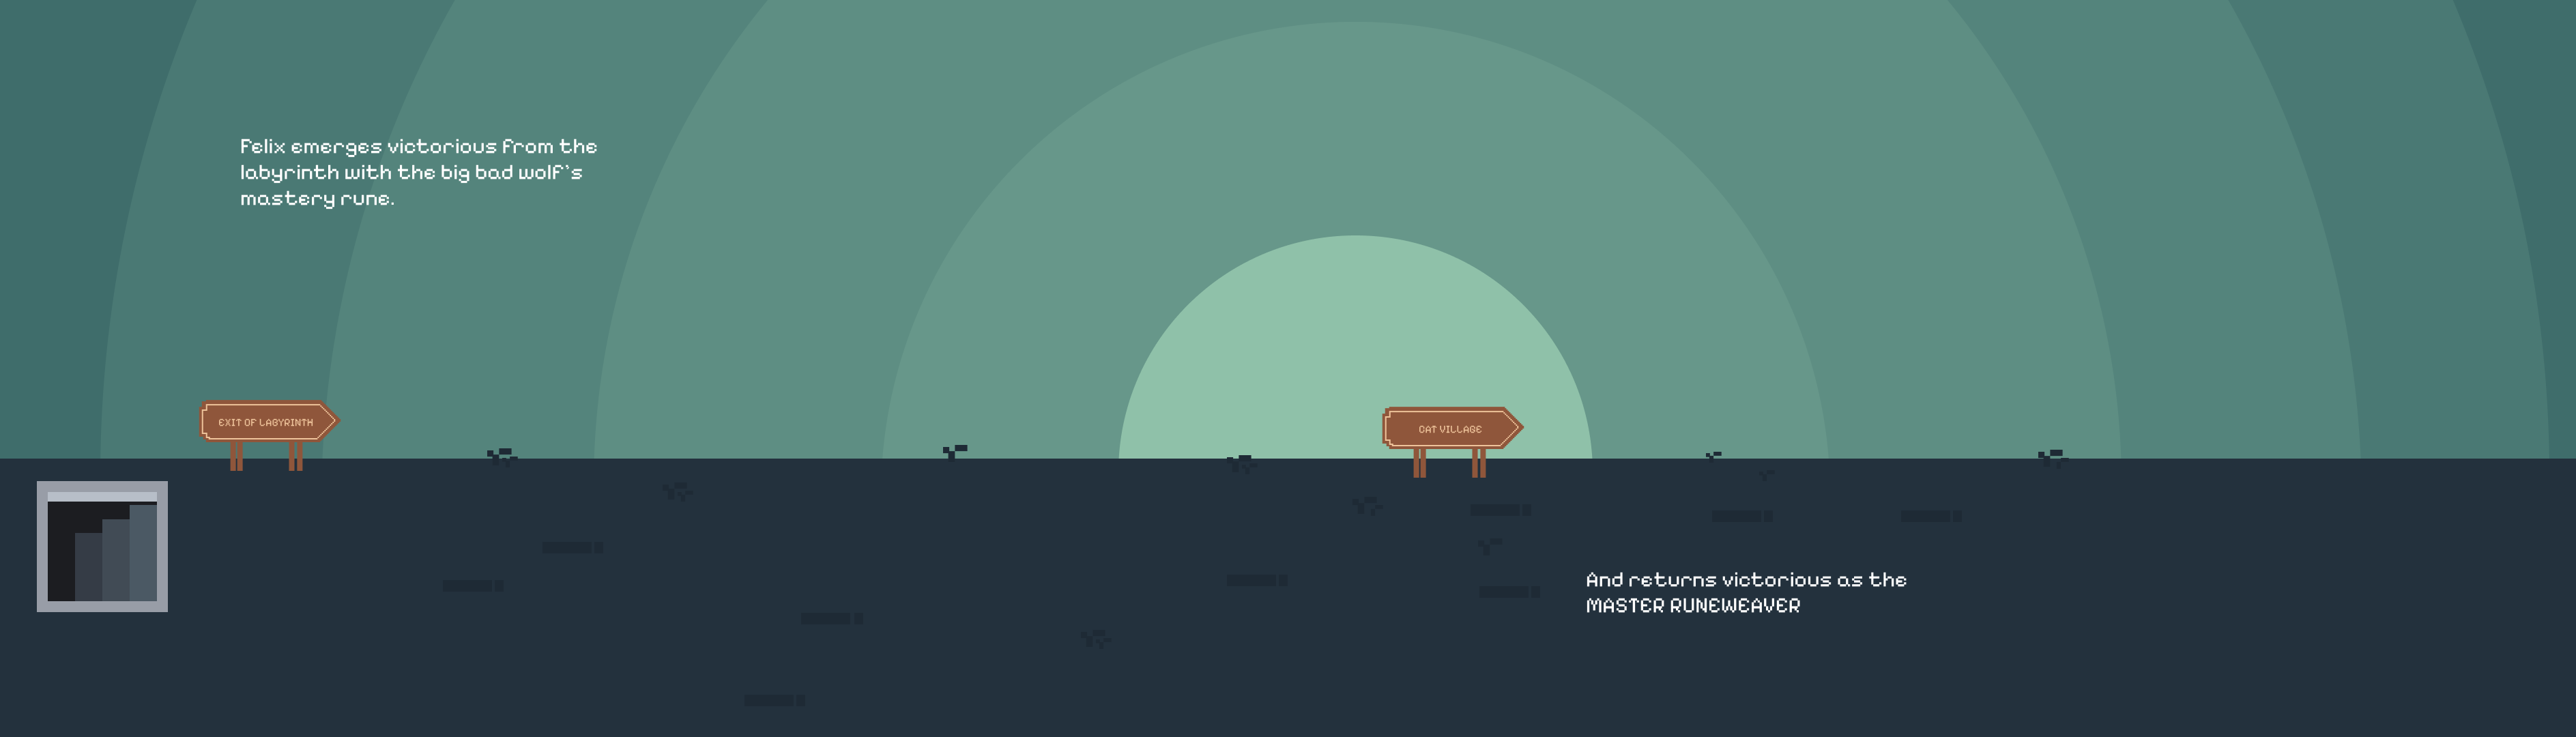 Felix emerges victorious from the
labyrinth with the big bad wolf`s
mastery rune.
EXIT OF LABYRINTH
CAT VILLAGE
And returns victorious as the
MASTER RUNEWEAVER